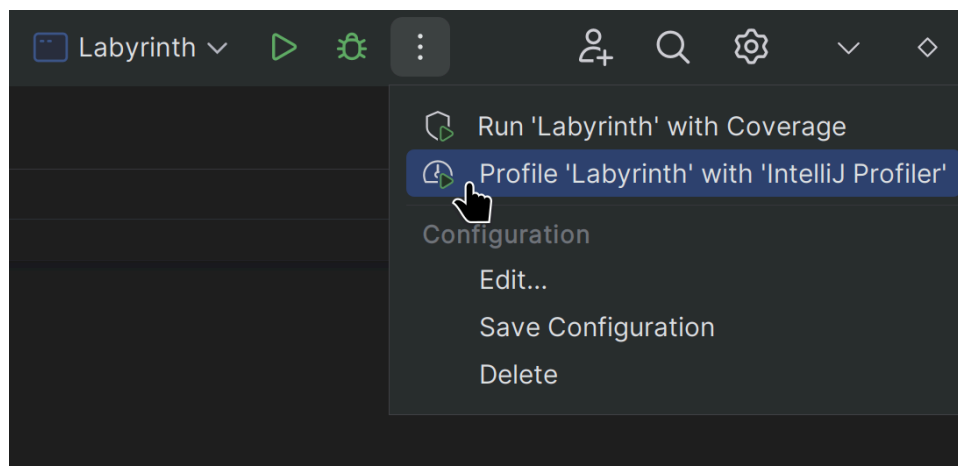 Labyrinth
Run 'Labyrinth' with Coverage
Profile 'Labyrinth' with 'IntelliJ Profiler'
Configuration
Edit...
Save Configuration
Delete